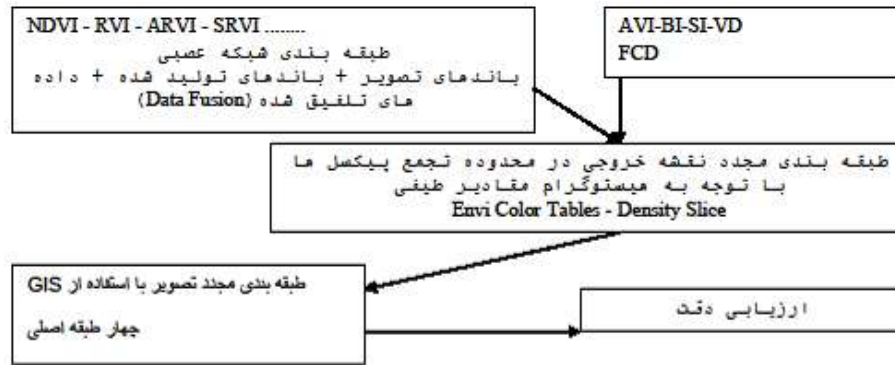 NDVI - RVI - ARVI - SRVI ........
طبقه بندی شبکه عصبی
باندهای تصویر + باندهای تولید شده + داده
های تلفیق شده (Data Fusion)
AVI-BI-SI-VD
FCD
طبقه بندی مجدد نقشه خروجی در محدوده تجمع پیکسل ها
با توجه به هیستوگرام مقادیر طیفی
Envi Color Tables - Density Slice
طبقه بندی مجدد تصویر با استفاده از GIS
چهار طبقه اصلی
ارزیابی دقت